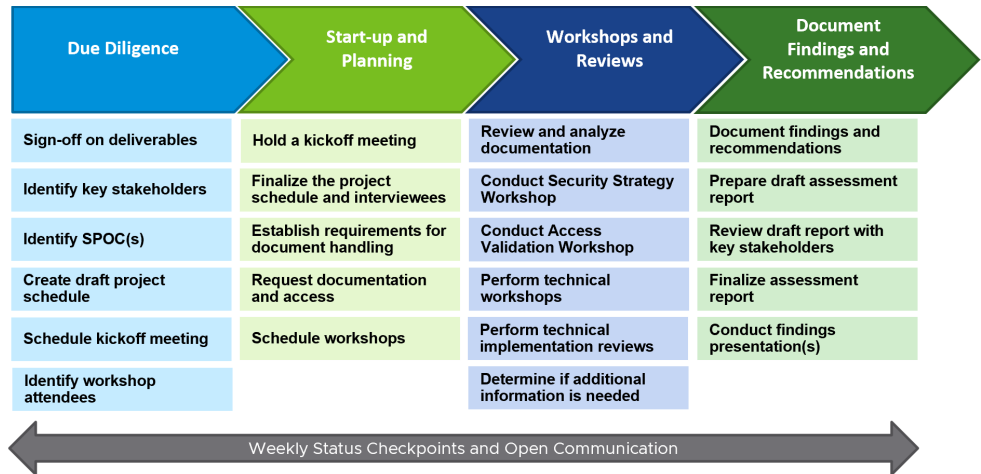 Due Diligence
Start-up and
Planning
Workshops and
Reviews
Document
Findings and
Recommendations
Sign-off on deliverables
Identify key stakeholders
Identify SPOC(s)
Create draft project
schedule
Schedule kickoff meeting
Identify workshop
attendees
Hold a kickoff meeting
Finalize the project
schedule and interviewees
Establish requirements for
document handling
Request documentation
and access
Schedule workshops
Review and analyze
documentation
Conduct Security Strategy
Workshop
Conduct Access
Validation Workshop
Perform technical
workshops
Perform technical
implementation reviews
Determine if additional
information is needed
Document findings and
recommendations
Prepare draft assessment
report
Review draft report with
key stakeholders
Finalize assessment
report
Conduct findings
presentation(s)
Weekly Status Checkpoints and Open Communication